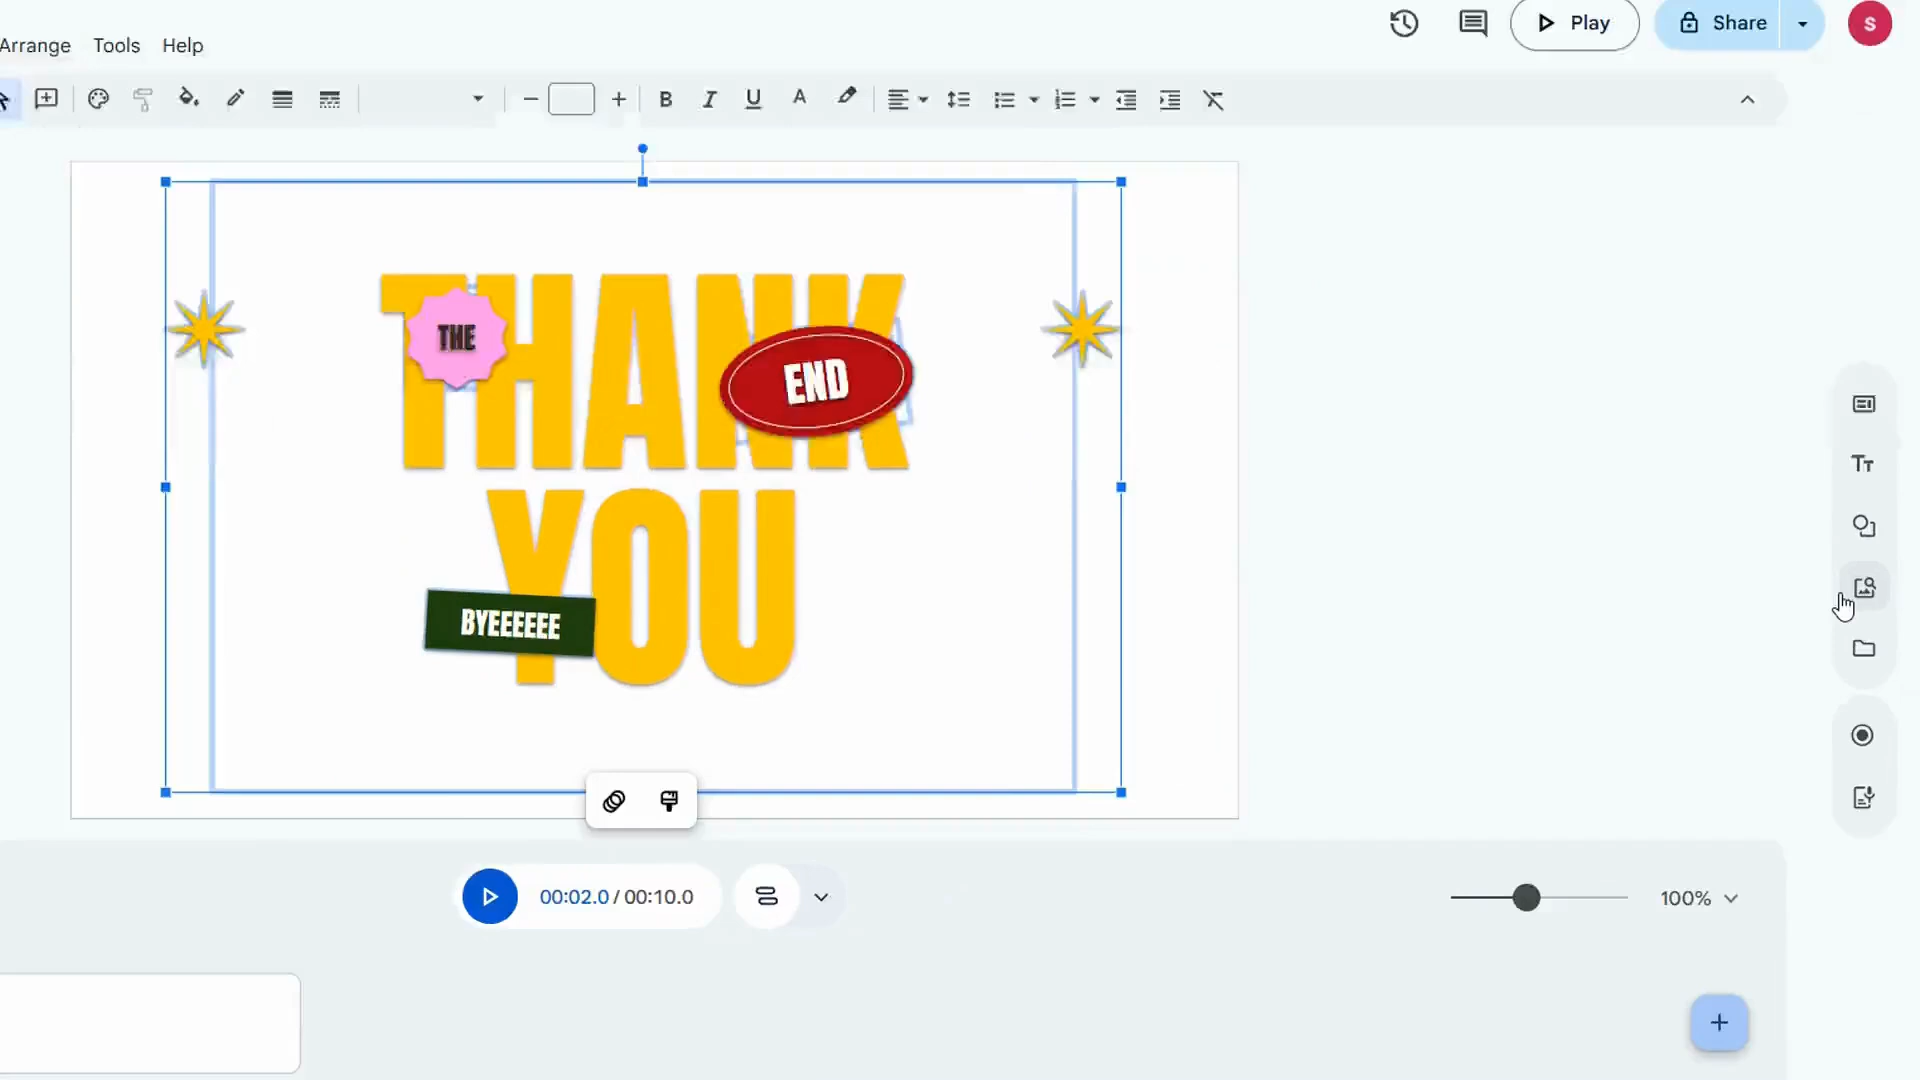 Arrange Tools Help
Play
Share
S
THANK
THE
END
YOU
BYEEEEEE
00:02.0 / 00:10.0
100%